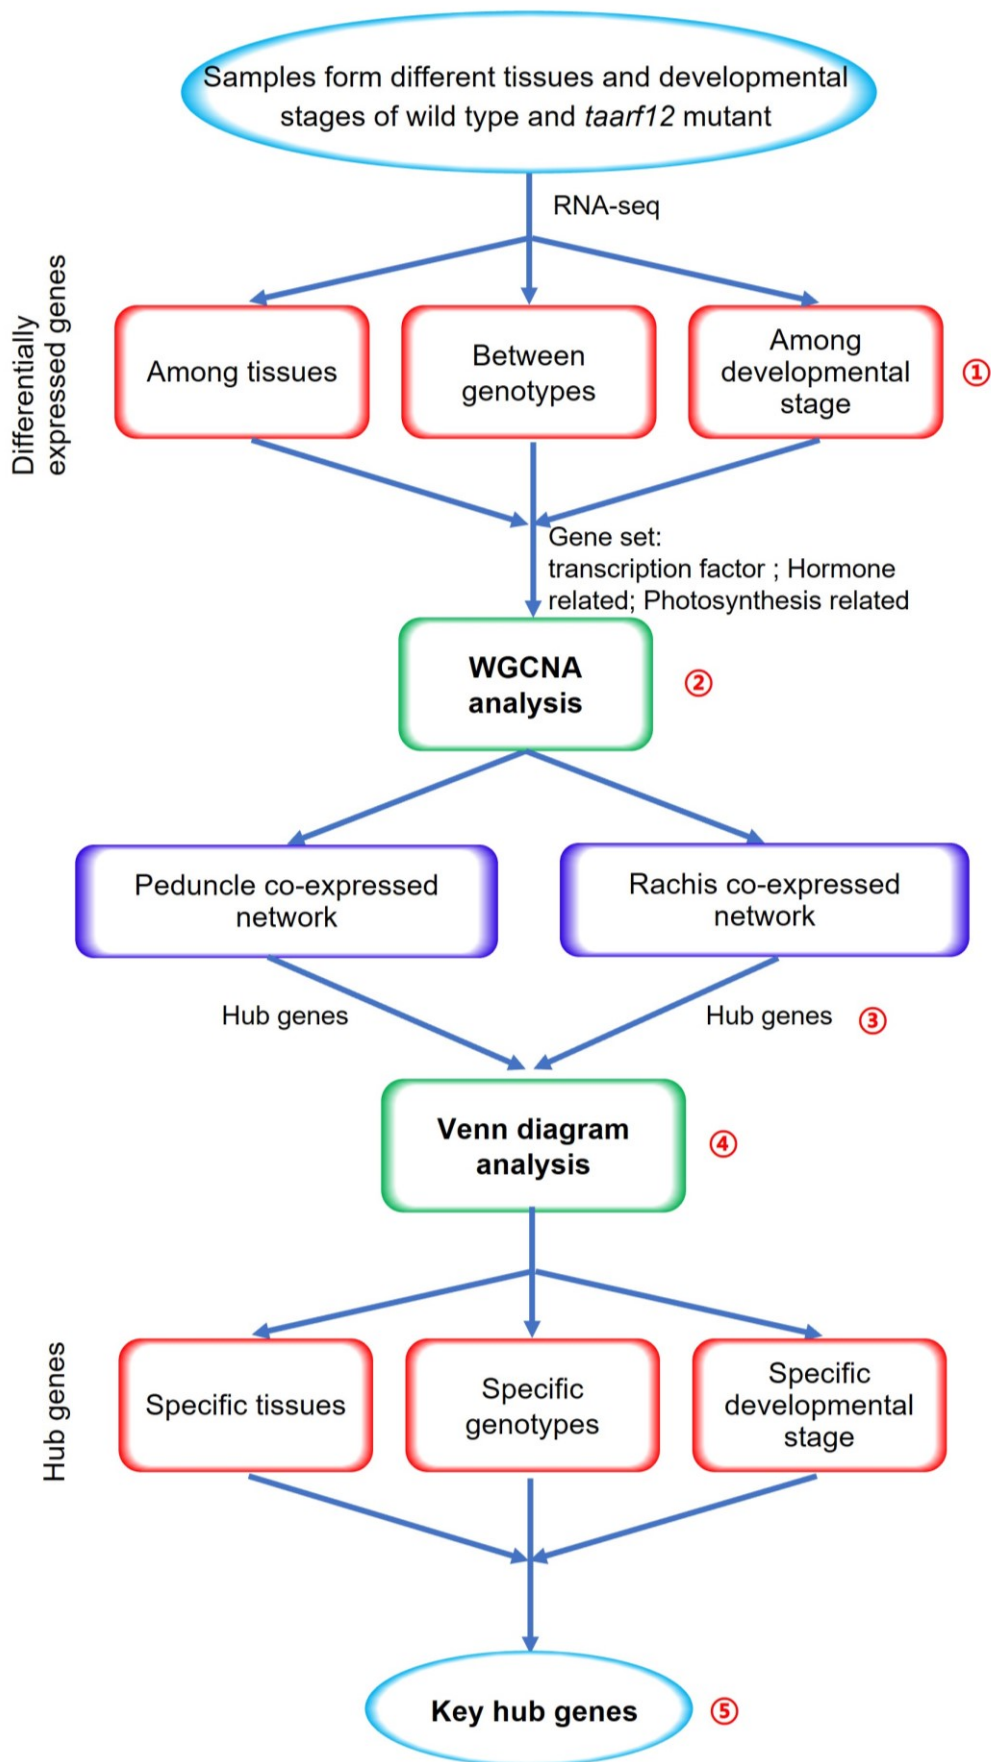 Samples form different tissues and developmental
stages of wild type and taarf12 mutant
RNA-seq
Differentially
expressed genes
Among tissues
Between
genotypes
Among
developmental
stage
①
Gene set:
transcription factor ; Hormone
related; Photosynthesis related
WGCNA
analysis
②
Peduncle co-expressed
network
Rachis co-expressed
network
Hub genes
Hub genes
③
Venn diagram
analysis
④
Hub genes
Specific tissues
Specific
genotypes
Specific
developmental
stage
Key hub genes
⑤